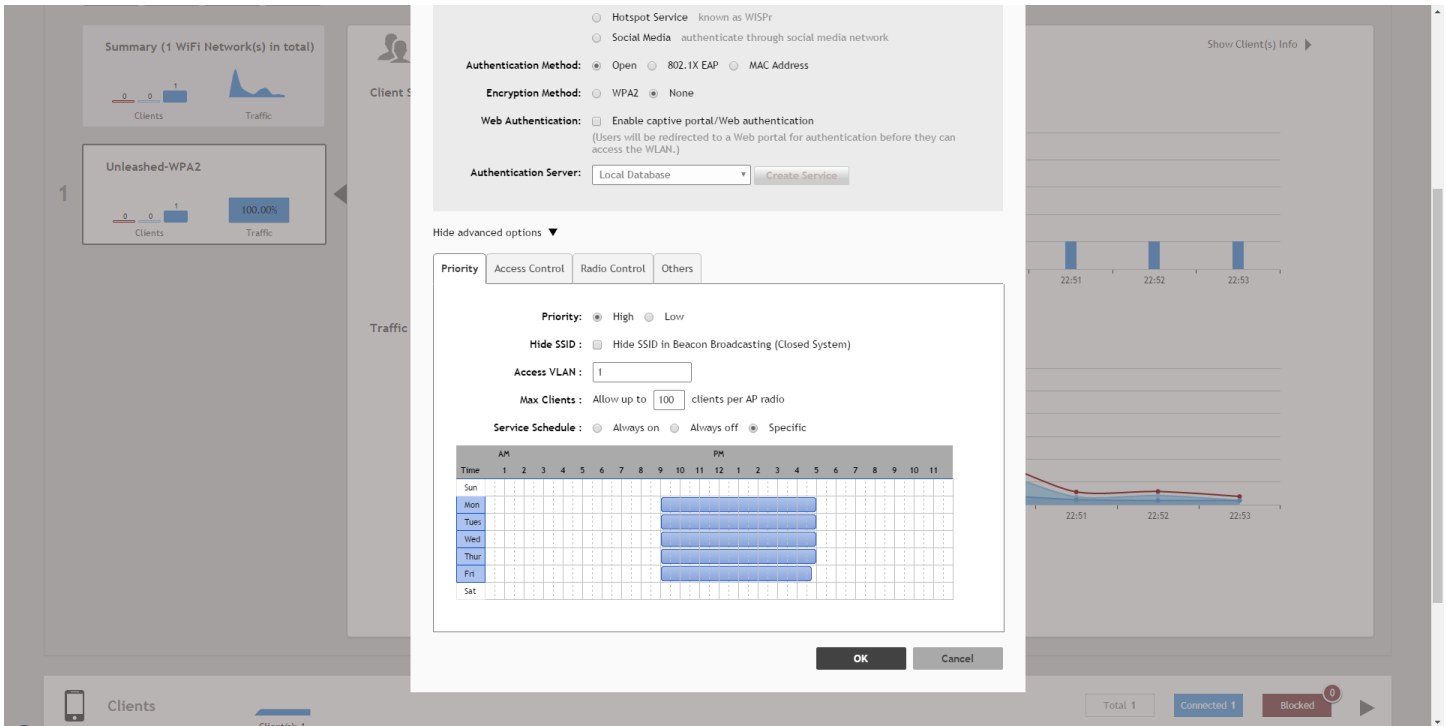 Hotspot Service known as WISPr
Social Media authenticate through social media network
Authentication Method: Open 802.1X EAP MAC Address
Encryption Method: WPA2 None
Web Authentication: Enable captive portal/Web authentication
(Users will be redirected to a Web portal for authentication before they can
access the WLAN.)
Authentication Server: Local Database Create Service
Hide advanced options
Priority Access Control Radio Control Others
Priority: High Low
Hide SSID : Hide SSID in Beacon Broadcasting (Closed System)
Access VLAN : 1
Max Clients : Allow up to 100 clients per AP radio
Service Schedule : Always on Always off Specific
AM PM
Time 1 2 3 4 5 6 7 8 9 10 11 12 1 2 3 4 5 6 7 8 9 10 11
Sun
Mon
Tues
Wed
Thur
Fri
Sat
OK Cancel
Summary (1 WiFi Network(s) in total)
0 0 1
Clients Traffic
1
Unleashed-WPA2
0 0 1 100.00%
Clients Traffic
Client
Traffic
Show Client(s) Info
22:51 22:52 22:53
22:51 22:52 22:53
Clients
Total 1 Connected 1 Blocked 0